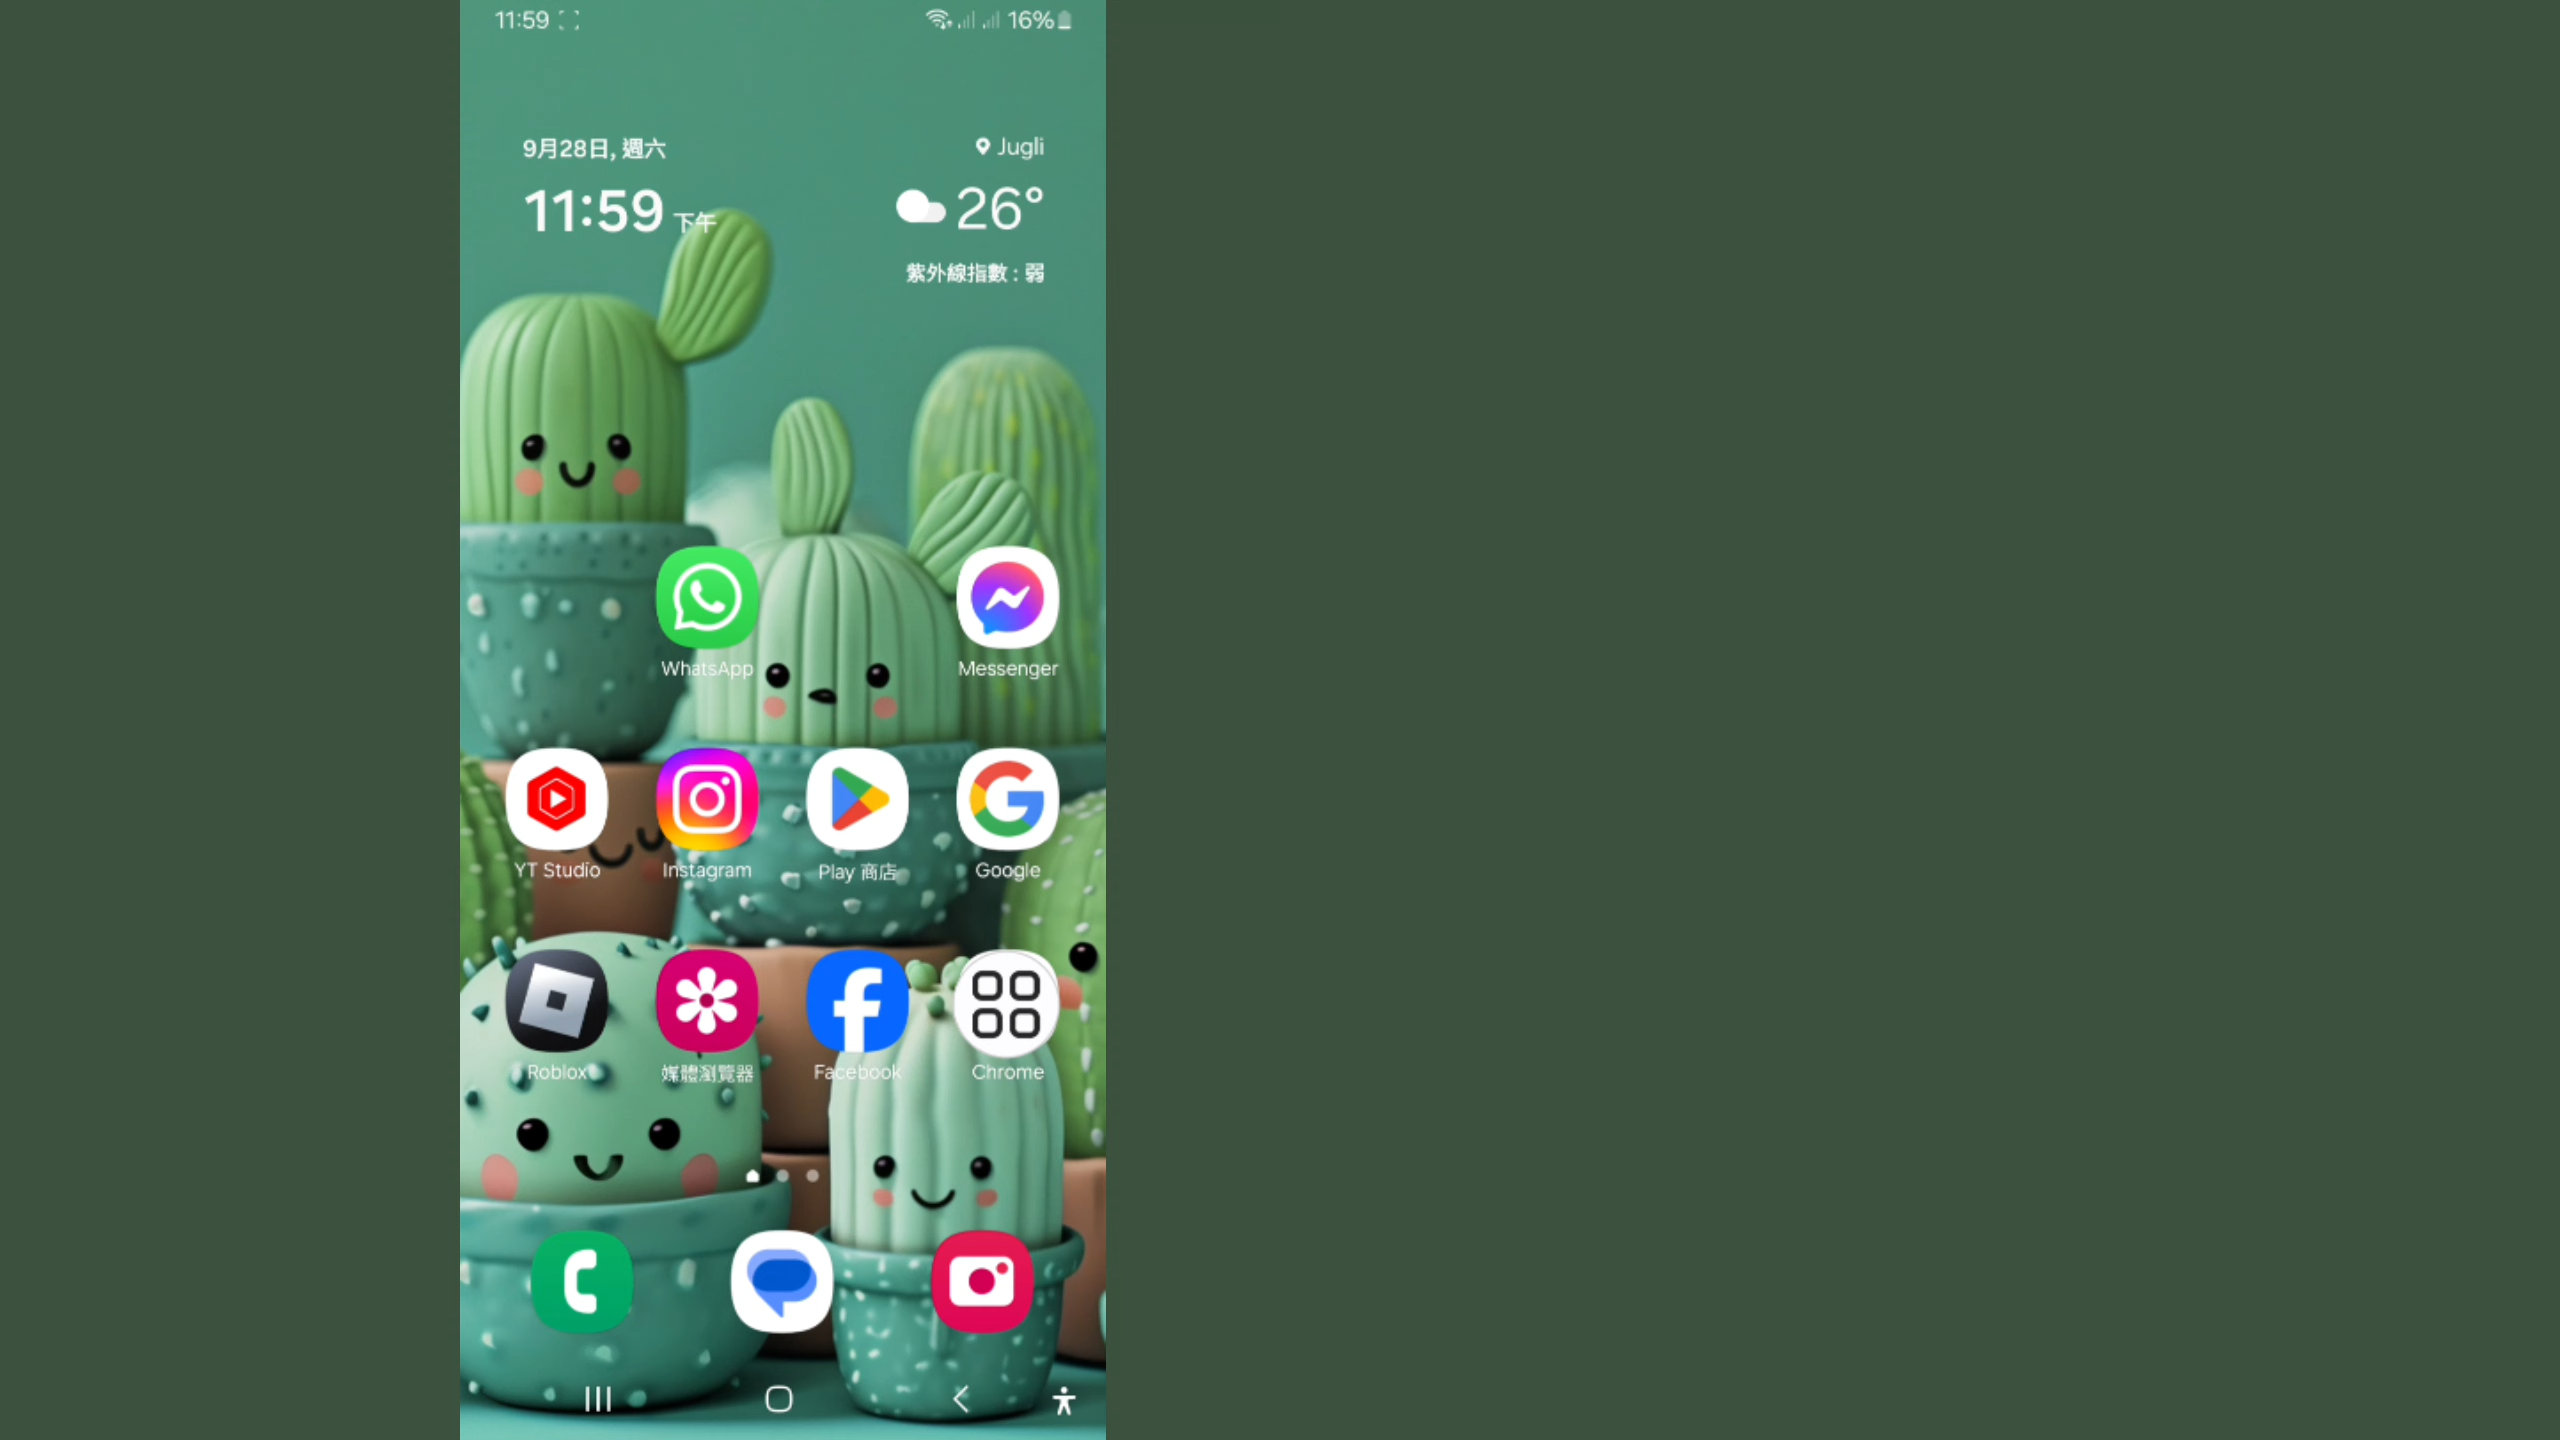 11:59
16%
9月28日, 週六
11:59 下午
Jugli
26°
紫外線指數 : 弱
WhatsApp
Messenger
YT Studio
Instagram
Play 商店
Google
Roblox
媒體瀏覽器
Facebook
Chrome